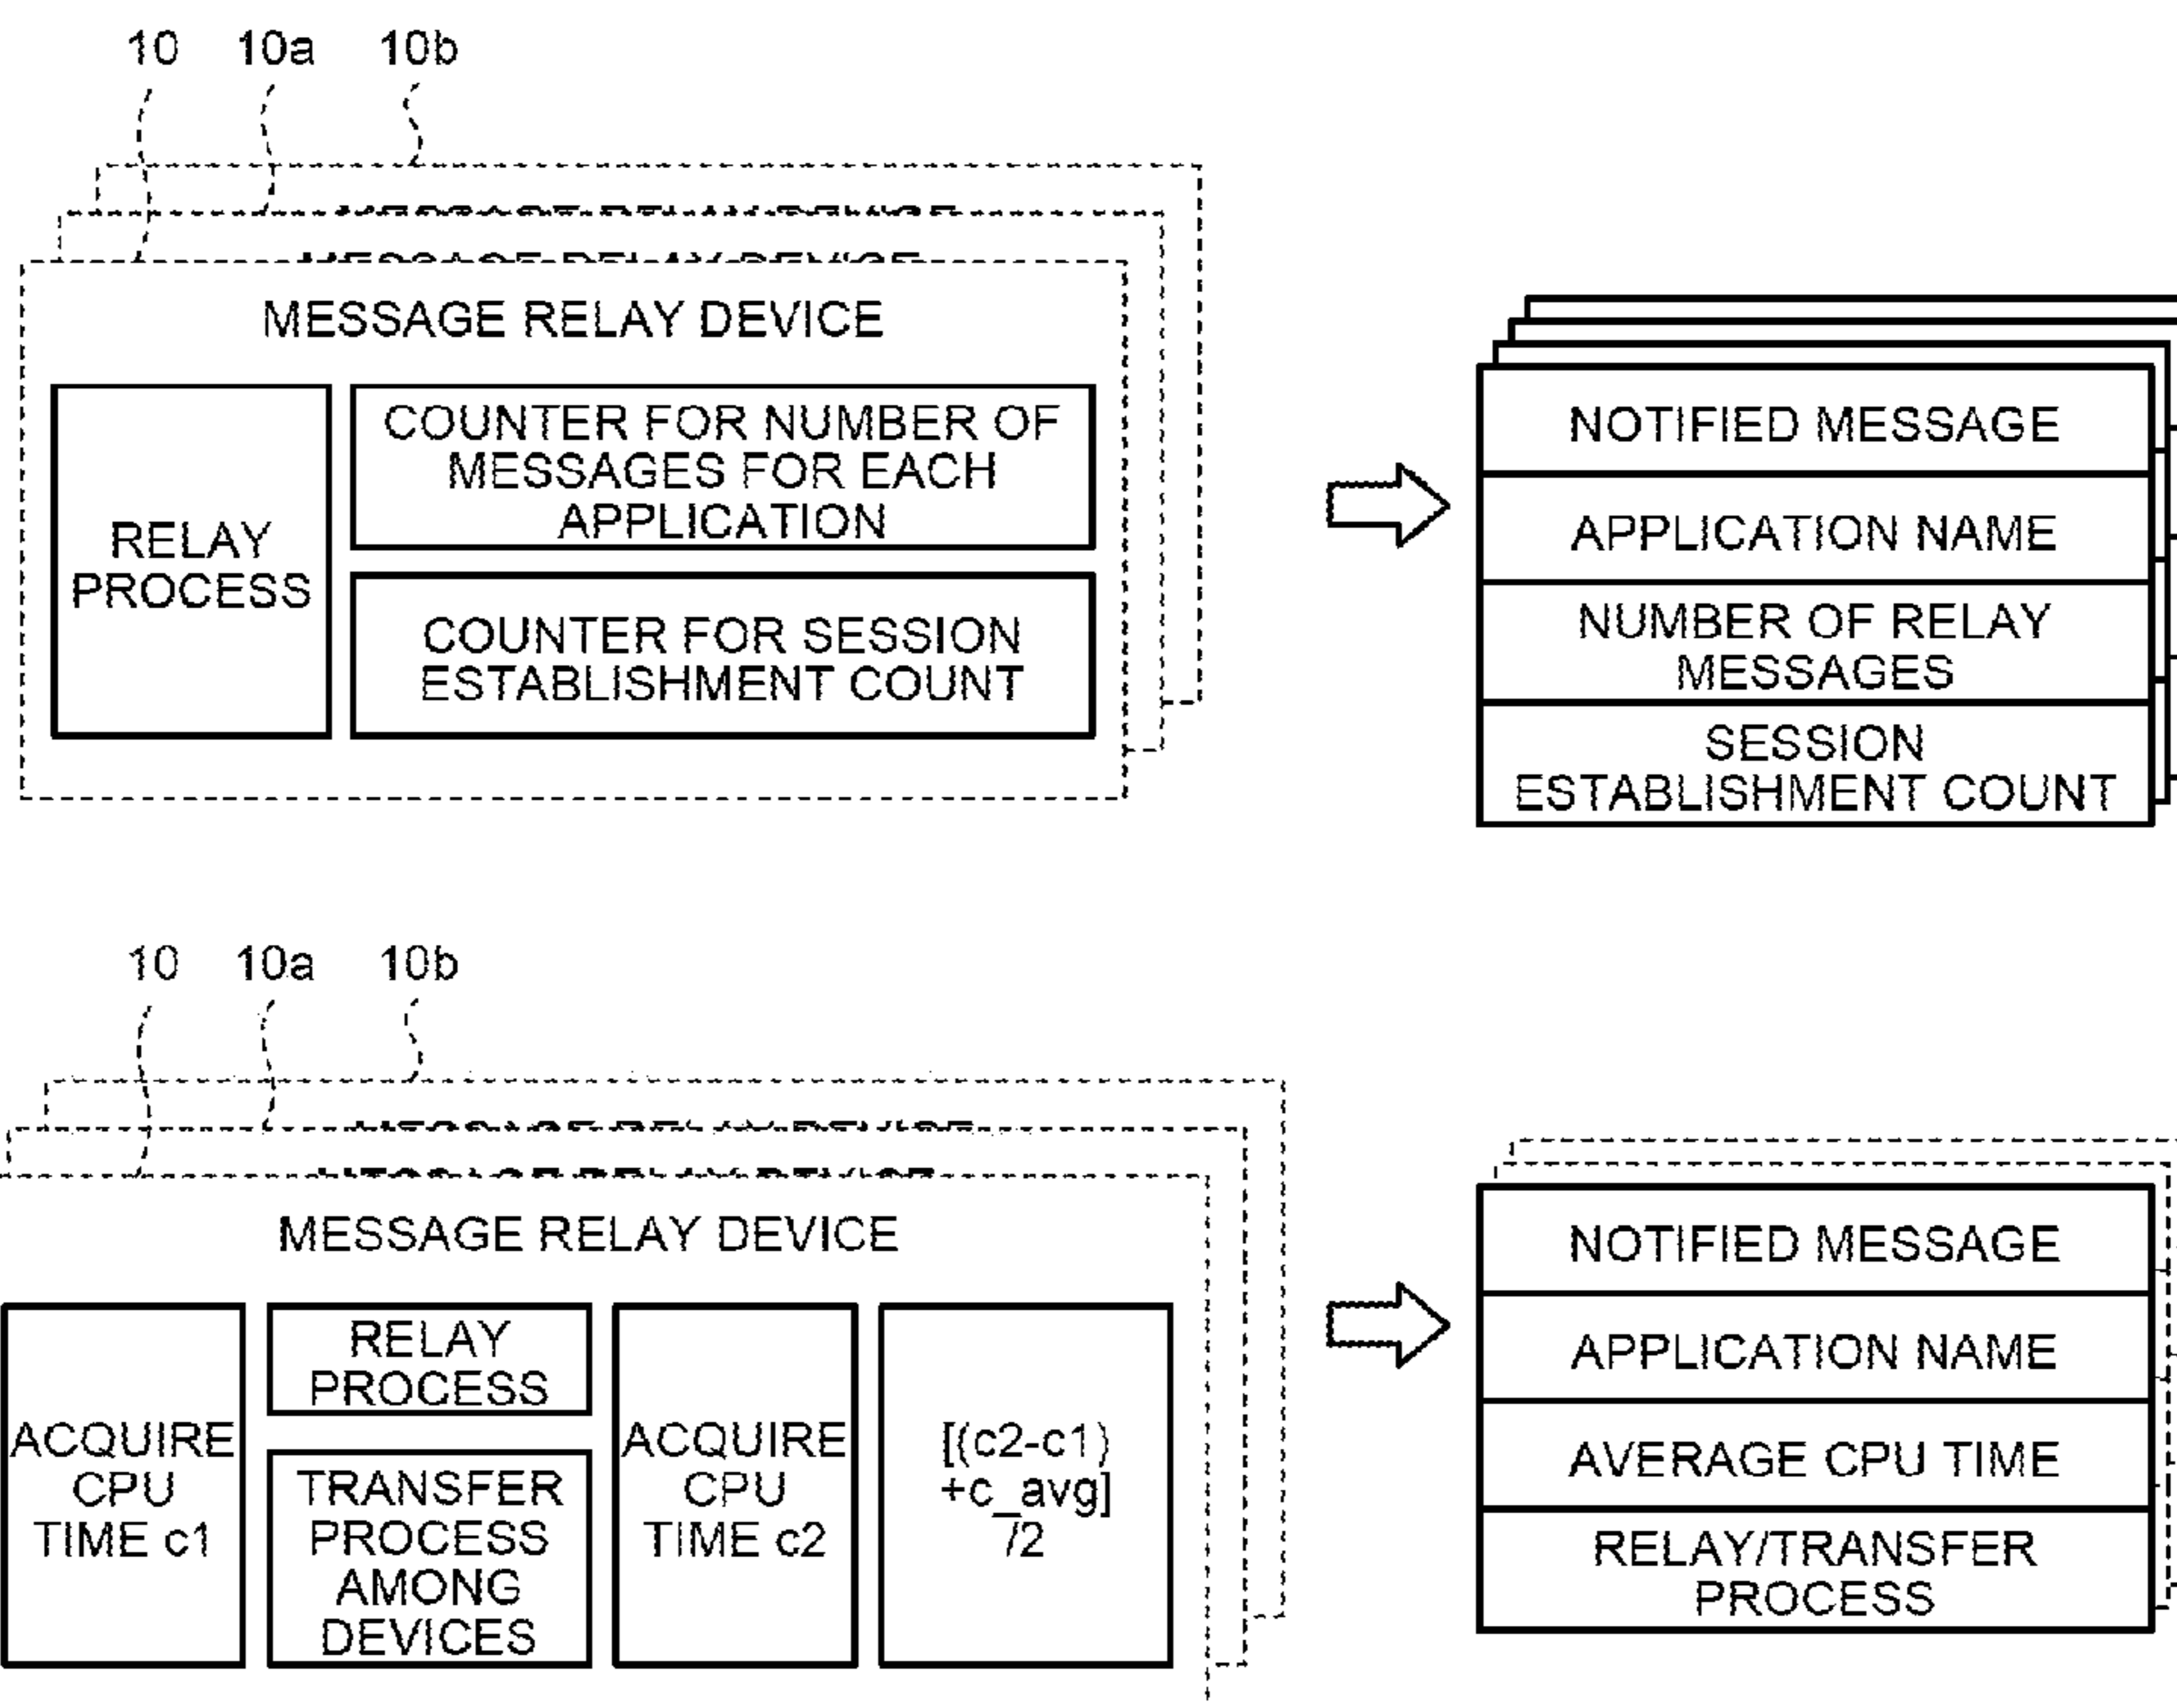 10 10a 10b
MESSAGE RELAY DEVICE
RELAY
PROCESS
COUNTER FOR NUMBER OF
MESSAGES FOR EACH
APPLICATION
COUNTER FOR SESSION
ESTABLISHMENT COUNT
NOTIFIED MESSAGE
APPLICATION NAME
NUMBER OF RELAY
MESSAGES
SESSION
ESTABLISHMENT COUNT
10 10a 10b
MESSAGE RELAY DEVICE
ACQUIRE
CPU
TIME c1
RELAY
PROCESS
TRANSFER
PROCESS
AMONG
DEVICES
ACQUIRE
CPU
TIME c2
[(c2-c1)
+c_avg]
/2
NOTIFIED MESSAGE
APPLICATION NAME
AVERAGE CPU TIME
RELAY/TRANSFER
PROCESS